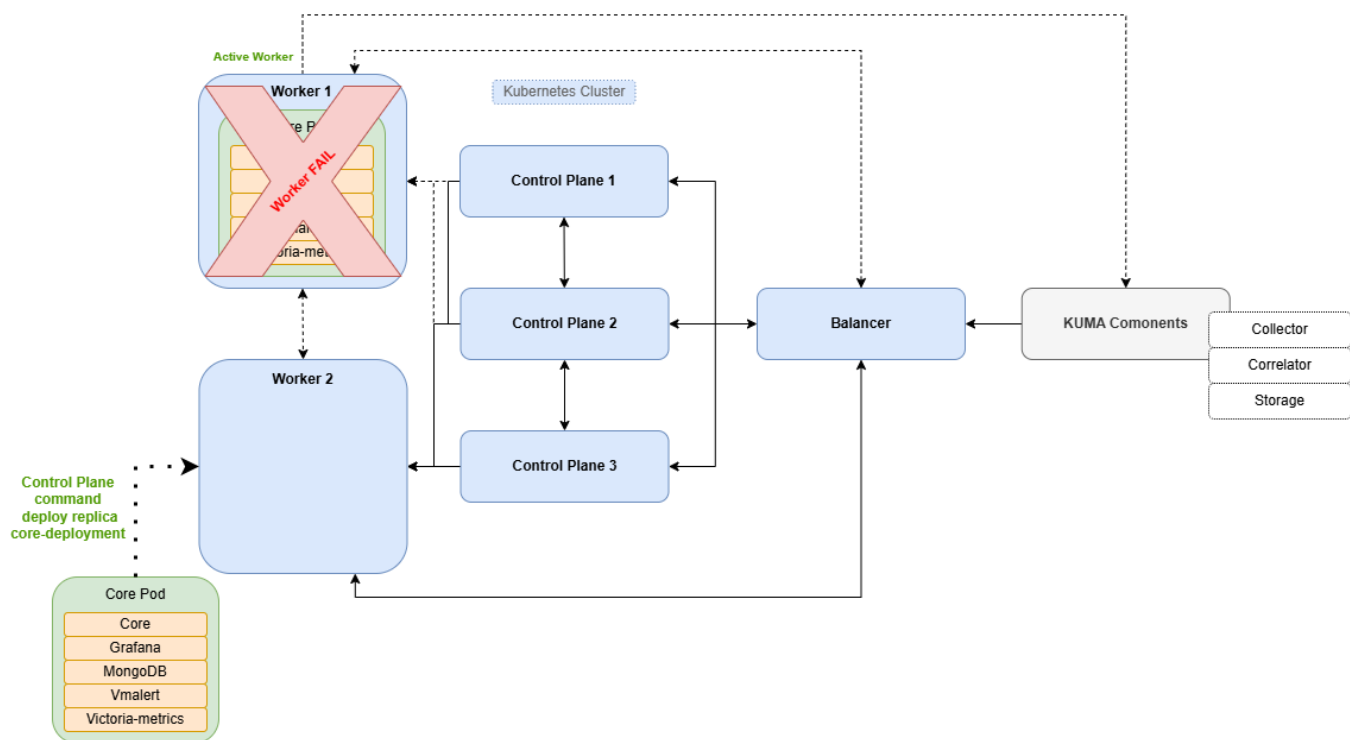 Active Worker
Worker 1
Kubernetes Cluster
Worker FAIL
Control Plane 1
Control Plane 2
Balancer
KUMA Comonents
Collector
Correlator
Storage
Worker 2
Control Plane 3
Control Plane
command
deploy replica
core-deployment
Core Pod
Core
Grafana
MongoDB
Vmalert
Victoria-metrics